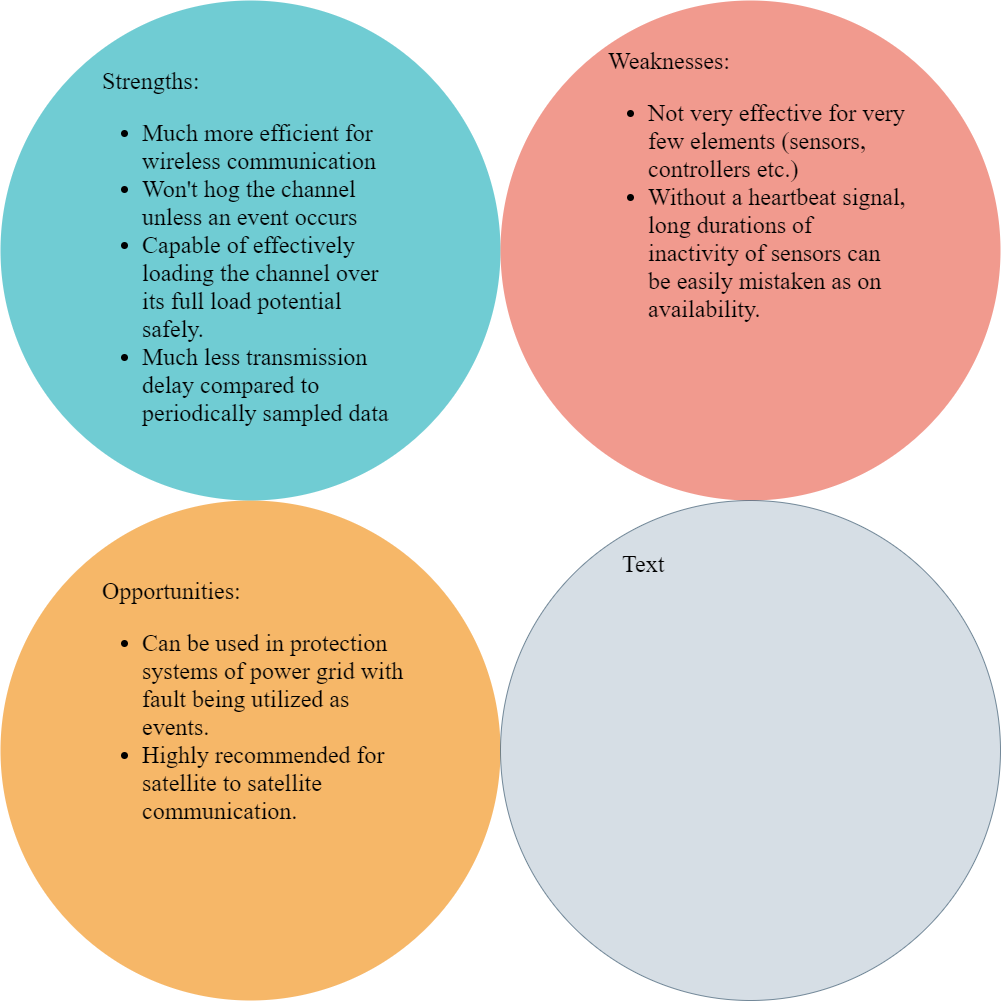 Strengths:
• Much more efficient for
wireless communication
• Won't hog the channel
unless an event occurs
• Capable of effectively
loading the channel over
its full load potential
safely.
• Much less transmission
delay compared to
periodically sampled data
Weaknesses:
• Not very effective for very
few elements (sensors,
controllers etc.)
• Without a heartbeat signal,
long durations of
inactivity of sensors can
be easily mistaken as on
availability.
Opportunities:
• Can be used in protection
systems of power grid with
fault being utilized as
events.
• Highly recommended for
satellite to satellite
communication.
Text